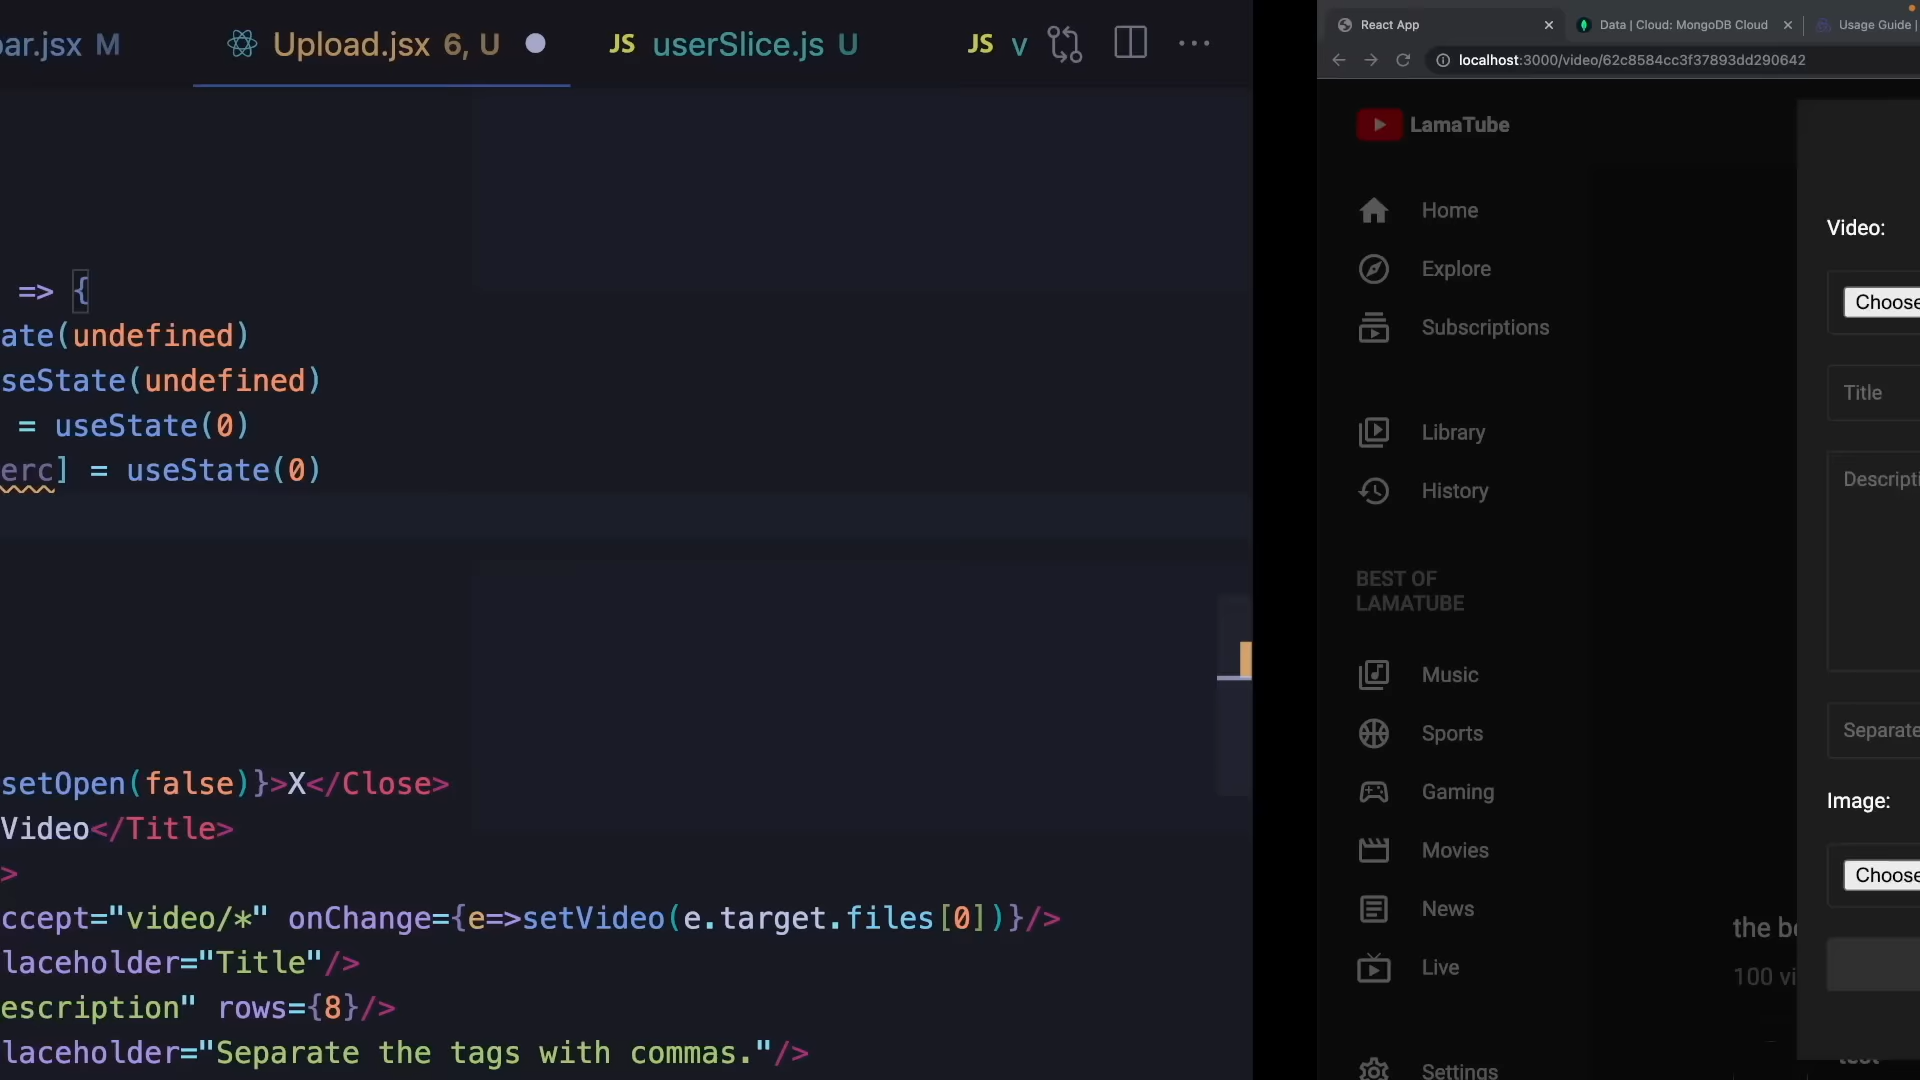 bar.jsx M
Upload.jsx 6, U
JS userSlice.js U
JS v
=> {
ate(undefined)
seState(undefined)
= useState(0)
erc] = useState(0)
setOpen(false)}>X</Close>
Video</Title>
>
ccept="video/*" onChange={e=>setVideo(e.target.files[0])}/>
laceholder="Title"/>
escription" rows={8}/>
laceholder="Separate the tags with commas."/>
React App
Data | Cloud: MongoDB Cloud
Usage Guide |
localhost:3000/video/62c8584cc3f37893dd290642
LamaTube
Home
Explore
Subscriptions
Library
History
BEST OF
LAMATUBE
Music
Sports
Gaming
Movies
News
Live
Settings
Video:
Choose
Title
Descripti
Separate
Image:
Choose
the be
100 vi
test